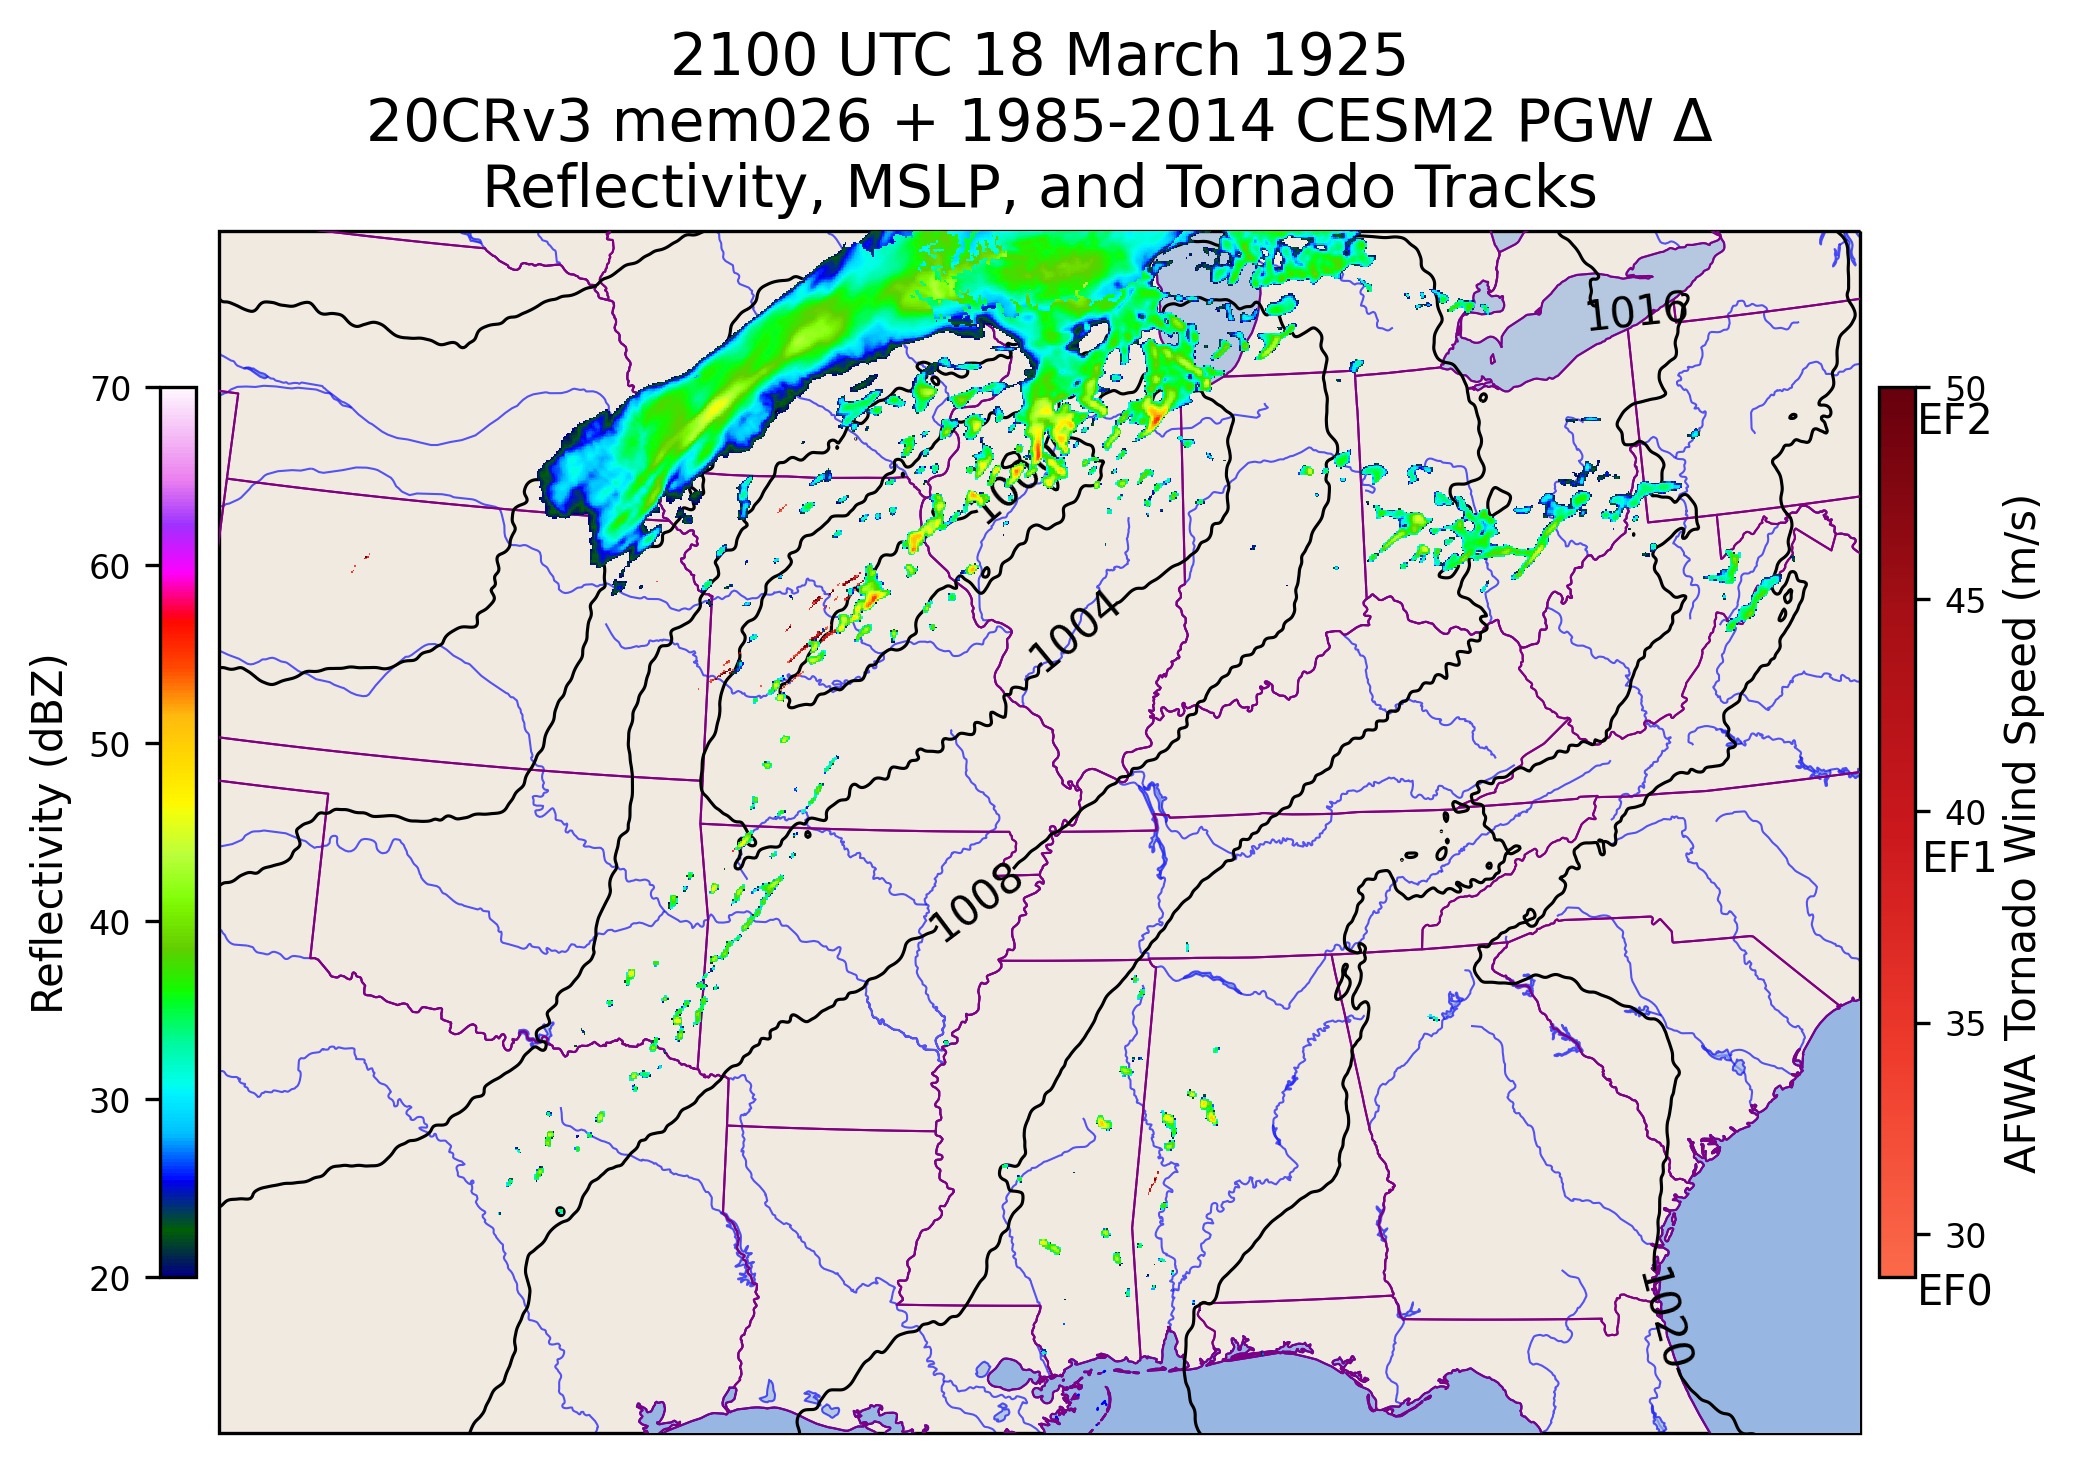 2100 UTC 18 March 1925
20CRv3 mem026 + 1985-2014 CESM2 PGW Δ
Reflectivity, MSLP, and Tornado Tracks
70
60
50
40
30
20
Reflectivity (dBZ)
1016
1004
1008
1020
50
EF2
45
40
EF1
35
30
EF0
AFWA Tornado Wind Speed (m/s)